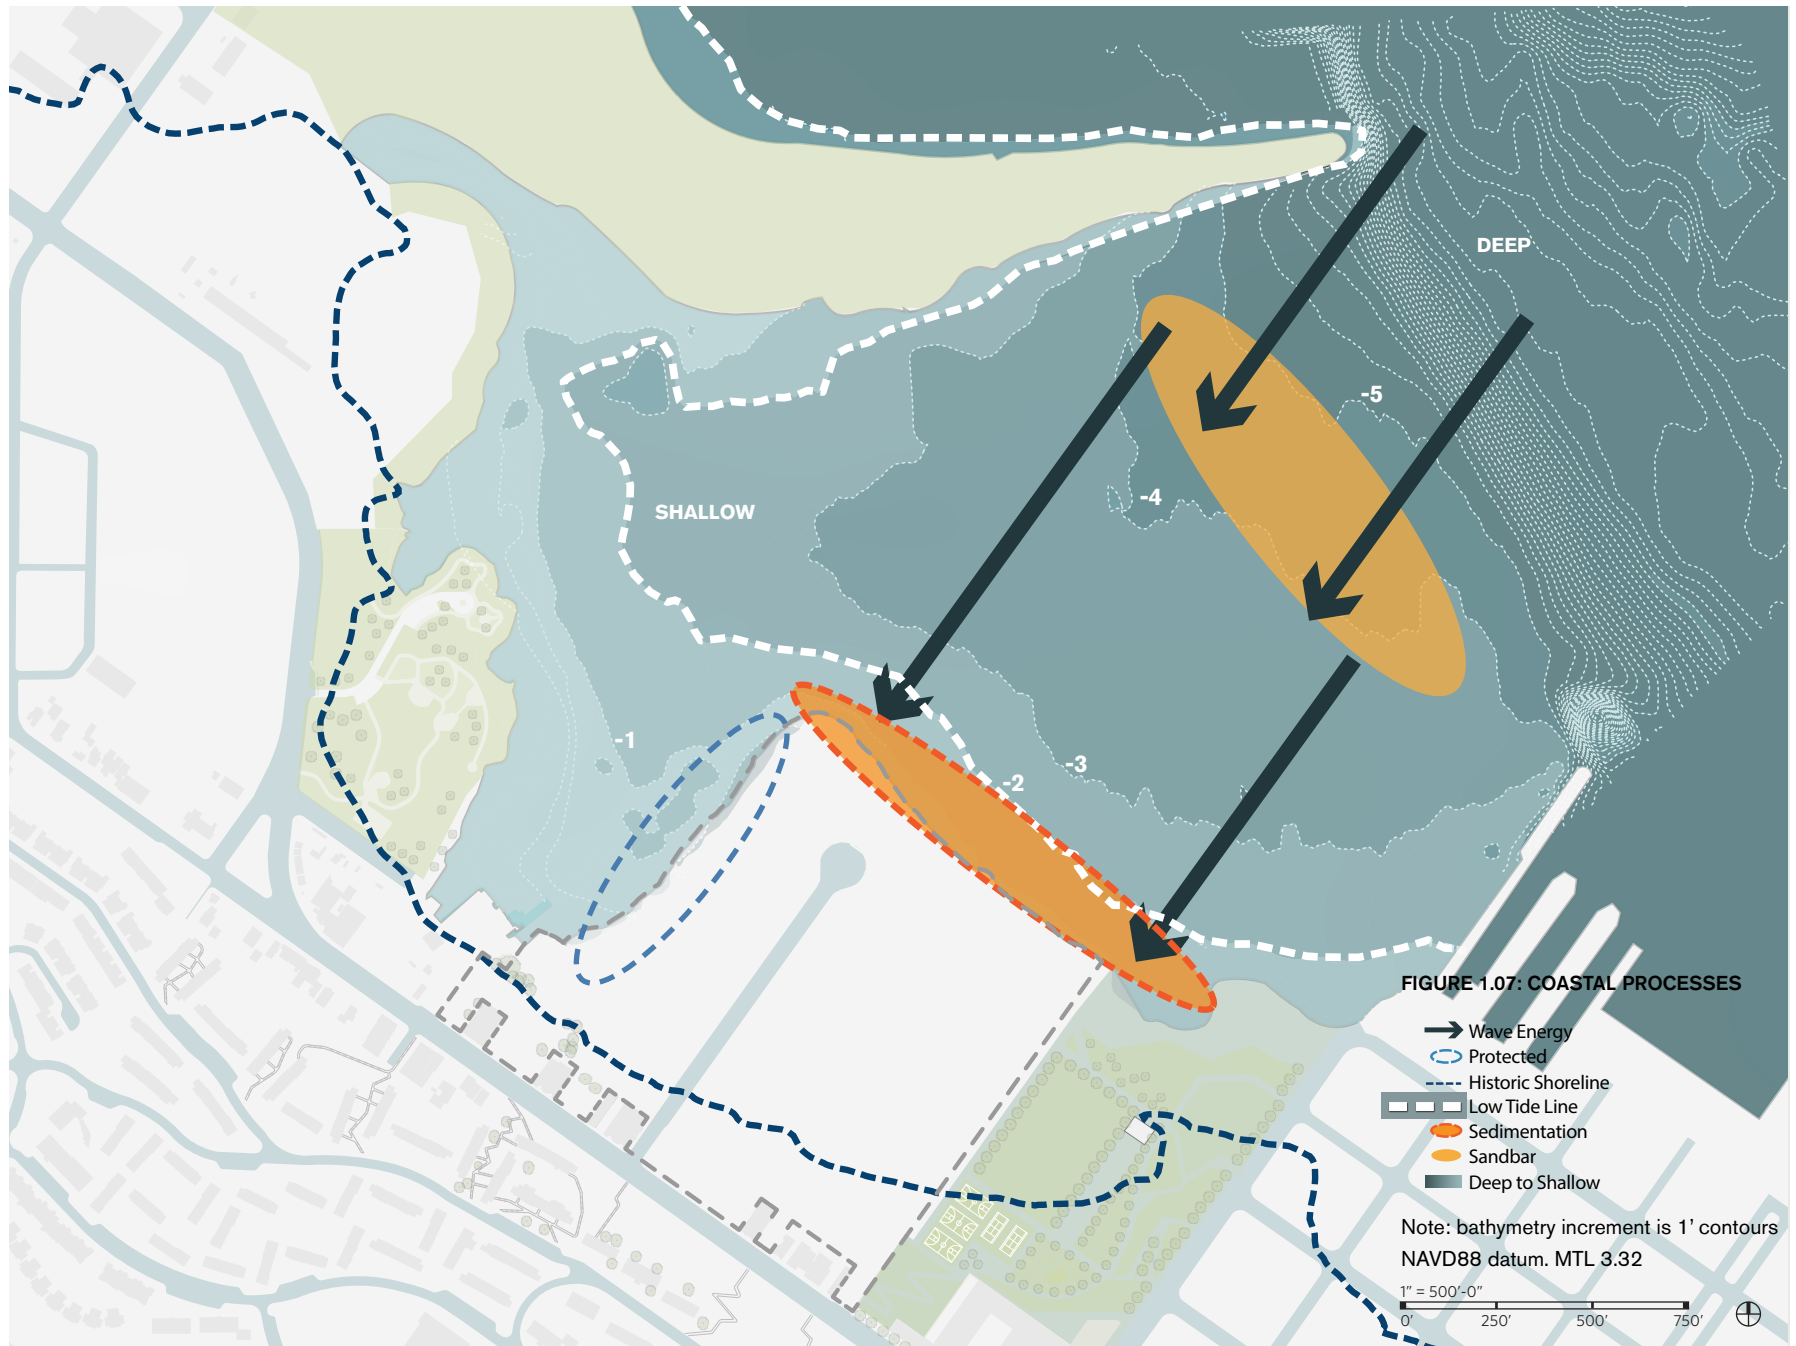 DEEP
-5
-4
SHALLOW
-1
-3
-2
FIGURE 1.07: COASTAL PROCESSES
Wave Energy
Protected
Historic Shoreline
Low Tide Line
Sedimentation
Sandbar
Deep to Shallow
Note: bathymetry increment is 1’ contours
NAVD88 datum. MTL 3.32
1” = 500’-0”
0’ 250’ 500’ 750’